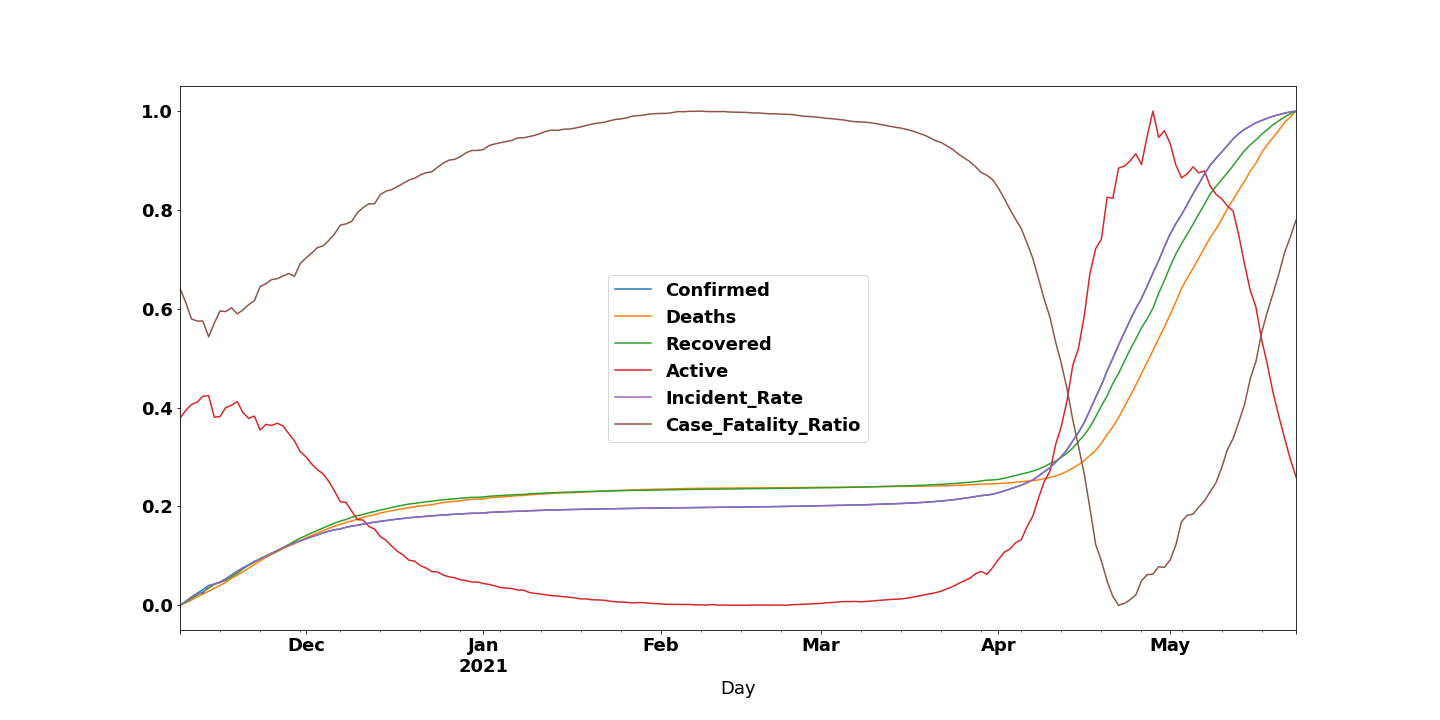 1.0
0.8
0.6
0.4
0.2
0.0
Confirmed
Deaths
Recovered
Active
Incident_Rate
Case_Fatality_Ratio
Dec
Jan
2021
Feb
Mar
Apr
May
Day